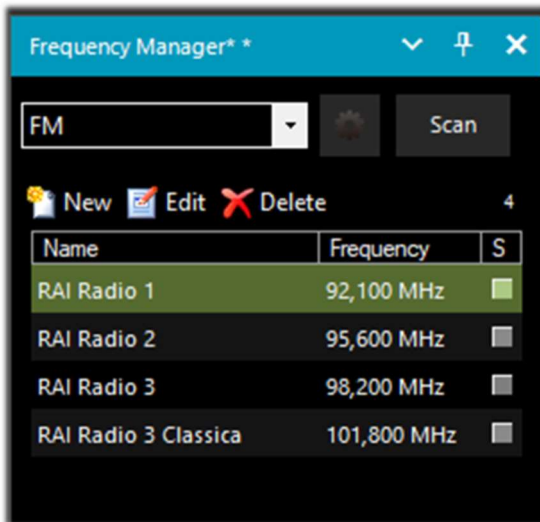 Frequency Manager* *
FM
Scan
New Edit Delete 4
Name Frequency S
RAI Radio 1 92,100 MHz
RAI Radio 2 95,600 MHz
RAI Radio 3 98,200 MHz
RAI Radio 3 Classica 101,800 MHz